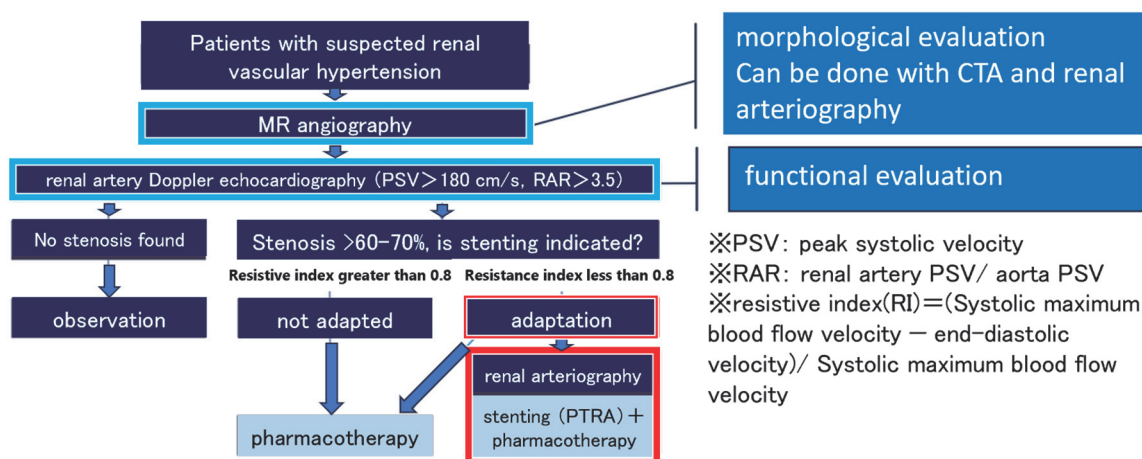 Patients with suspected renal
vascular hypertension
MR angiography
renal artery Doppler echocardiography (PSV>180 cm/s, RAR>3.5)
No stenosis found
Stenosis >60-70%, is stenting indicated?
Resistive index greater than 0.8
Resistance index less than 0.8
observation
not adapted
adaptation
renal arteriography
stenting (PTRA)+
pharmacotherapy
pharmacotherapy
morphological evaluation
Can be done with CTA and renal
arteriography
functional evaluation
※PSV: peak systolic velocity
※RAR: renal artery PSV/ aorta PSV
※resistive index(RI)=(Systolic maximum
blood flow velocity - end-diastolic
velocity)/ Systolic maximum blood flow
velocity